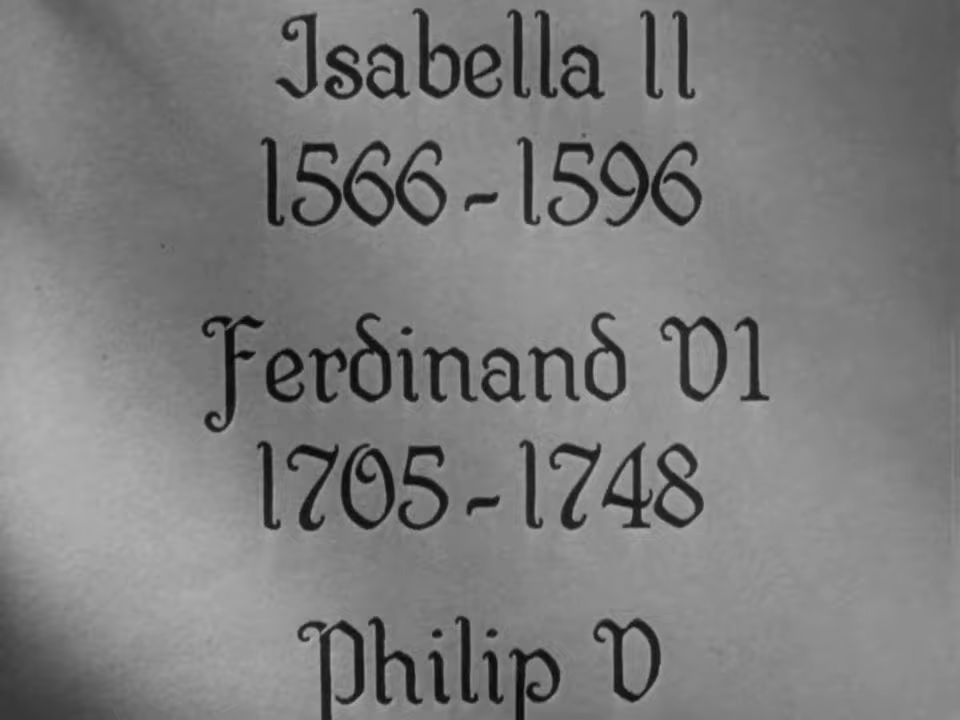 Isabella II
1566-1596
Ferdinand VI
1705-1748
Philip V